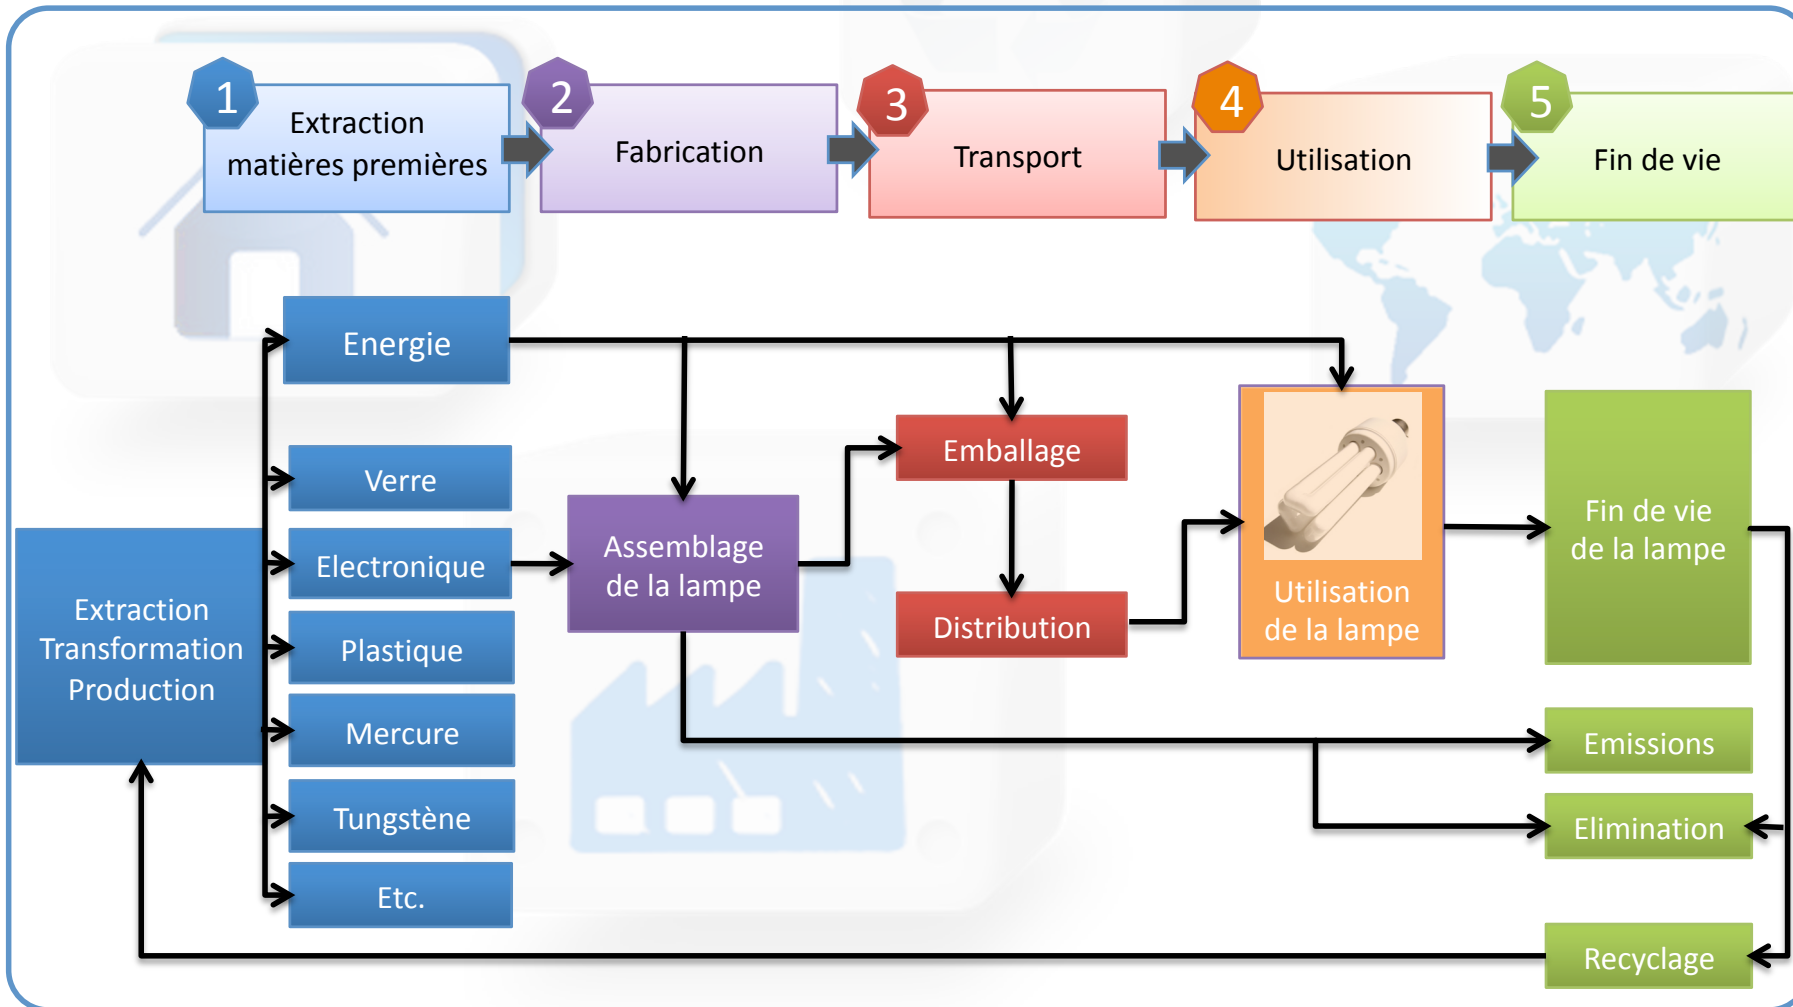 1
Extraction
matières premières
2
Fabrication
3
Transport
4
Utilisation
5
Fin de vie
Energie
Verre
Electronique
Plastique
Mercure
Tungstène
Etc.
Extraction
Transformation
Production
Assemblage
de la lampe
Emballage
Distribution
Utilisation
de la lampe
Fin de vie
de la lampe
Emissions
Elimination
Recyclage